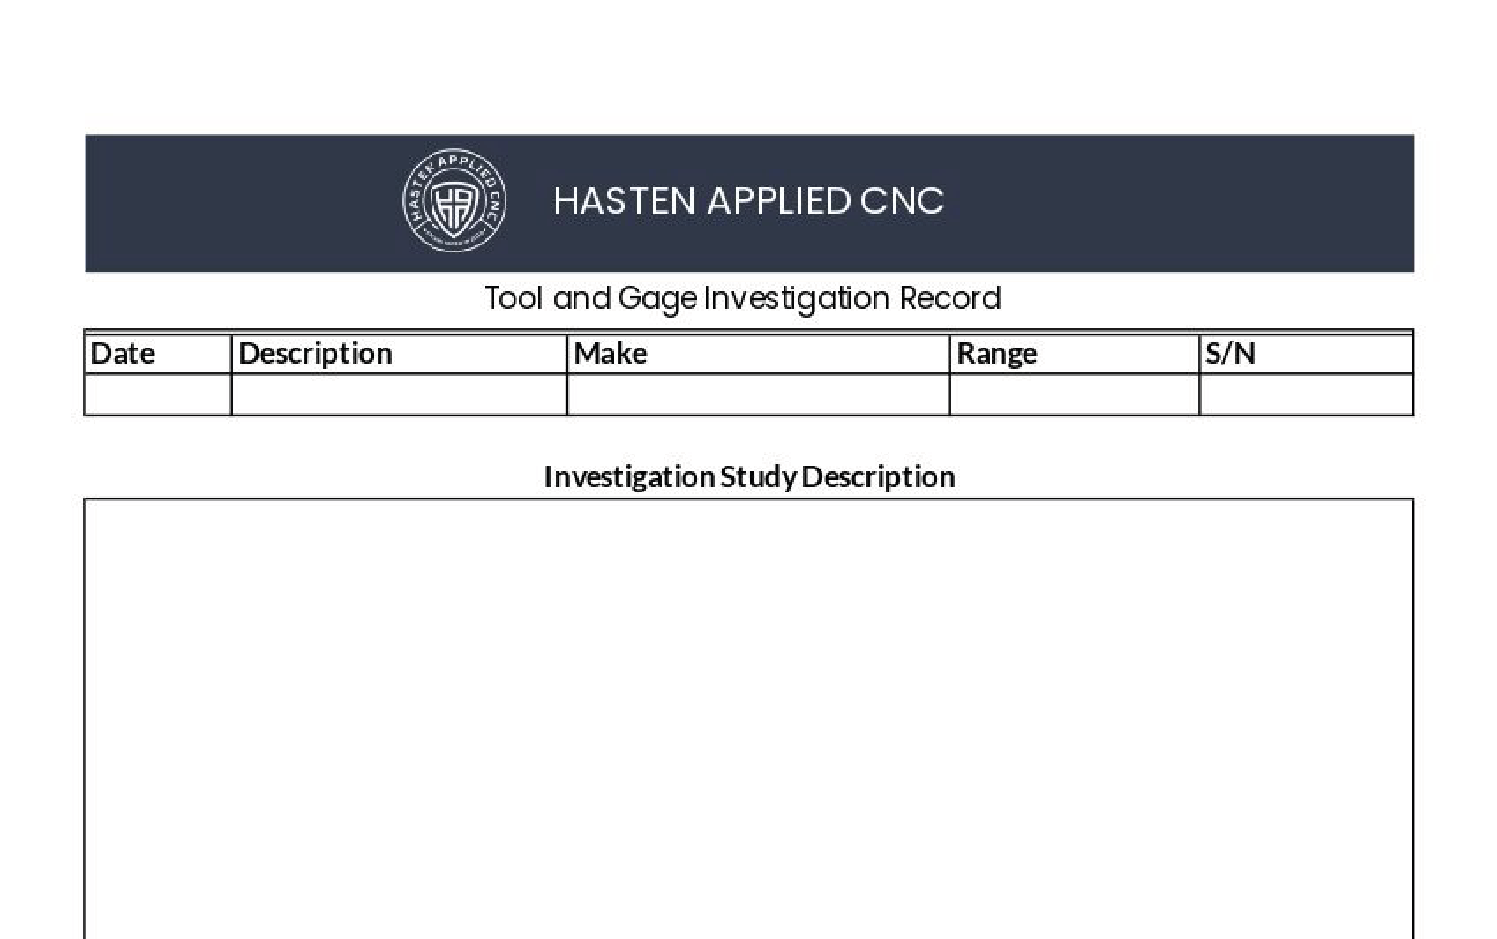 HASTEN APPLIED CNC
HASTEN APPLIED CNC
Tool and Gage Investigation Record
Date Description Make Range S/N
Investigation Study Description